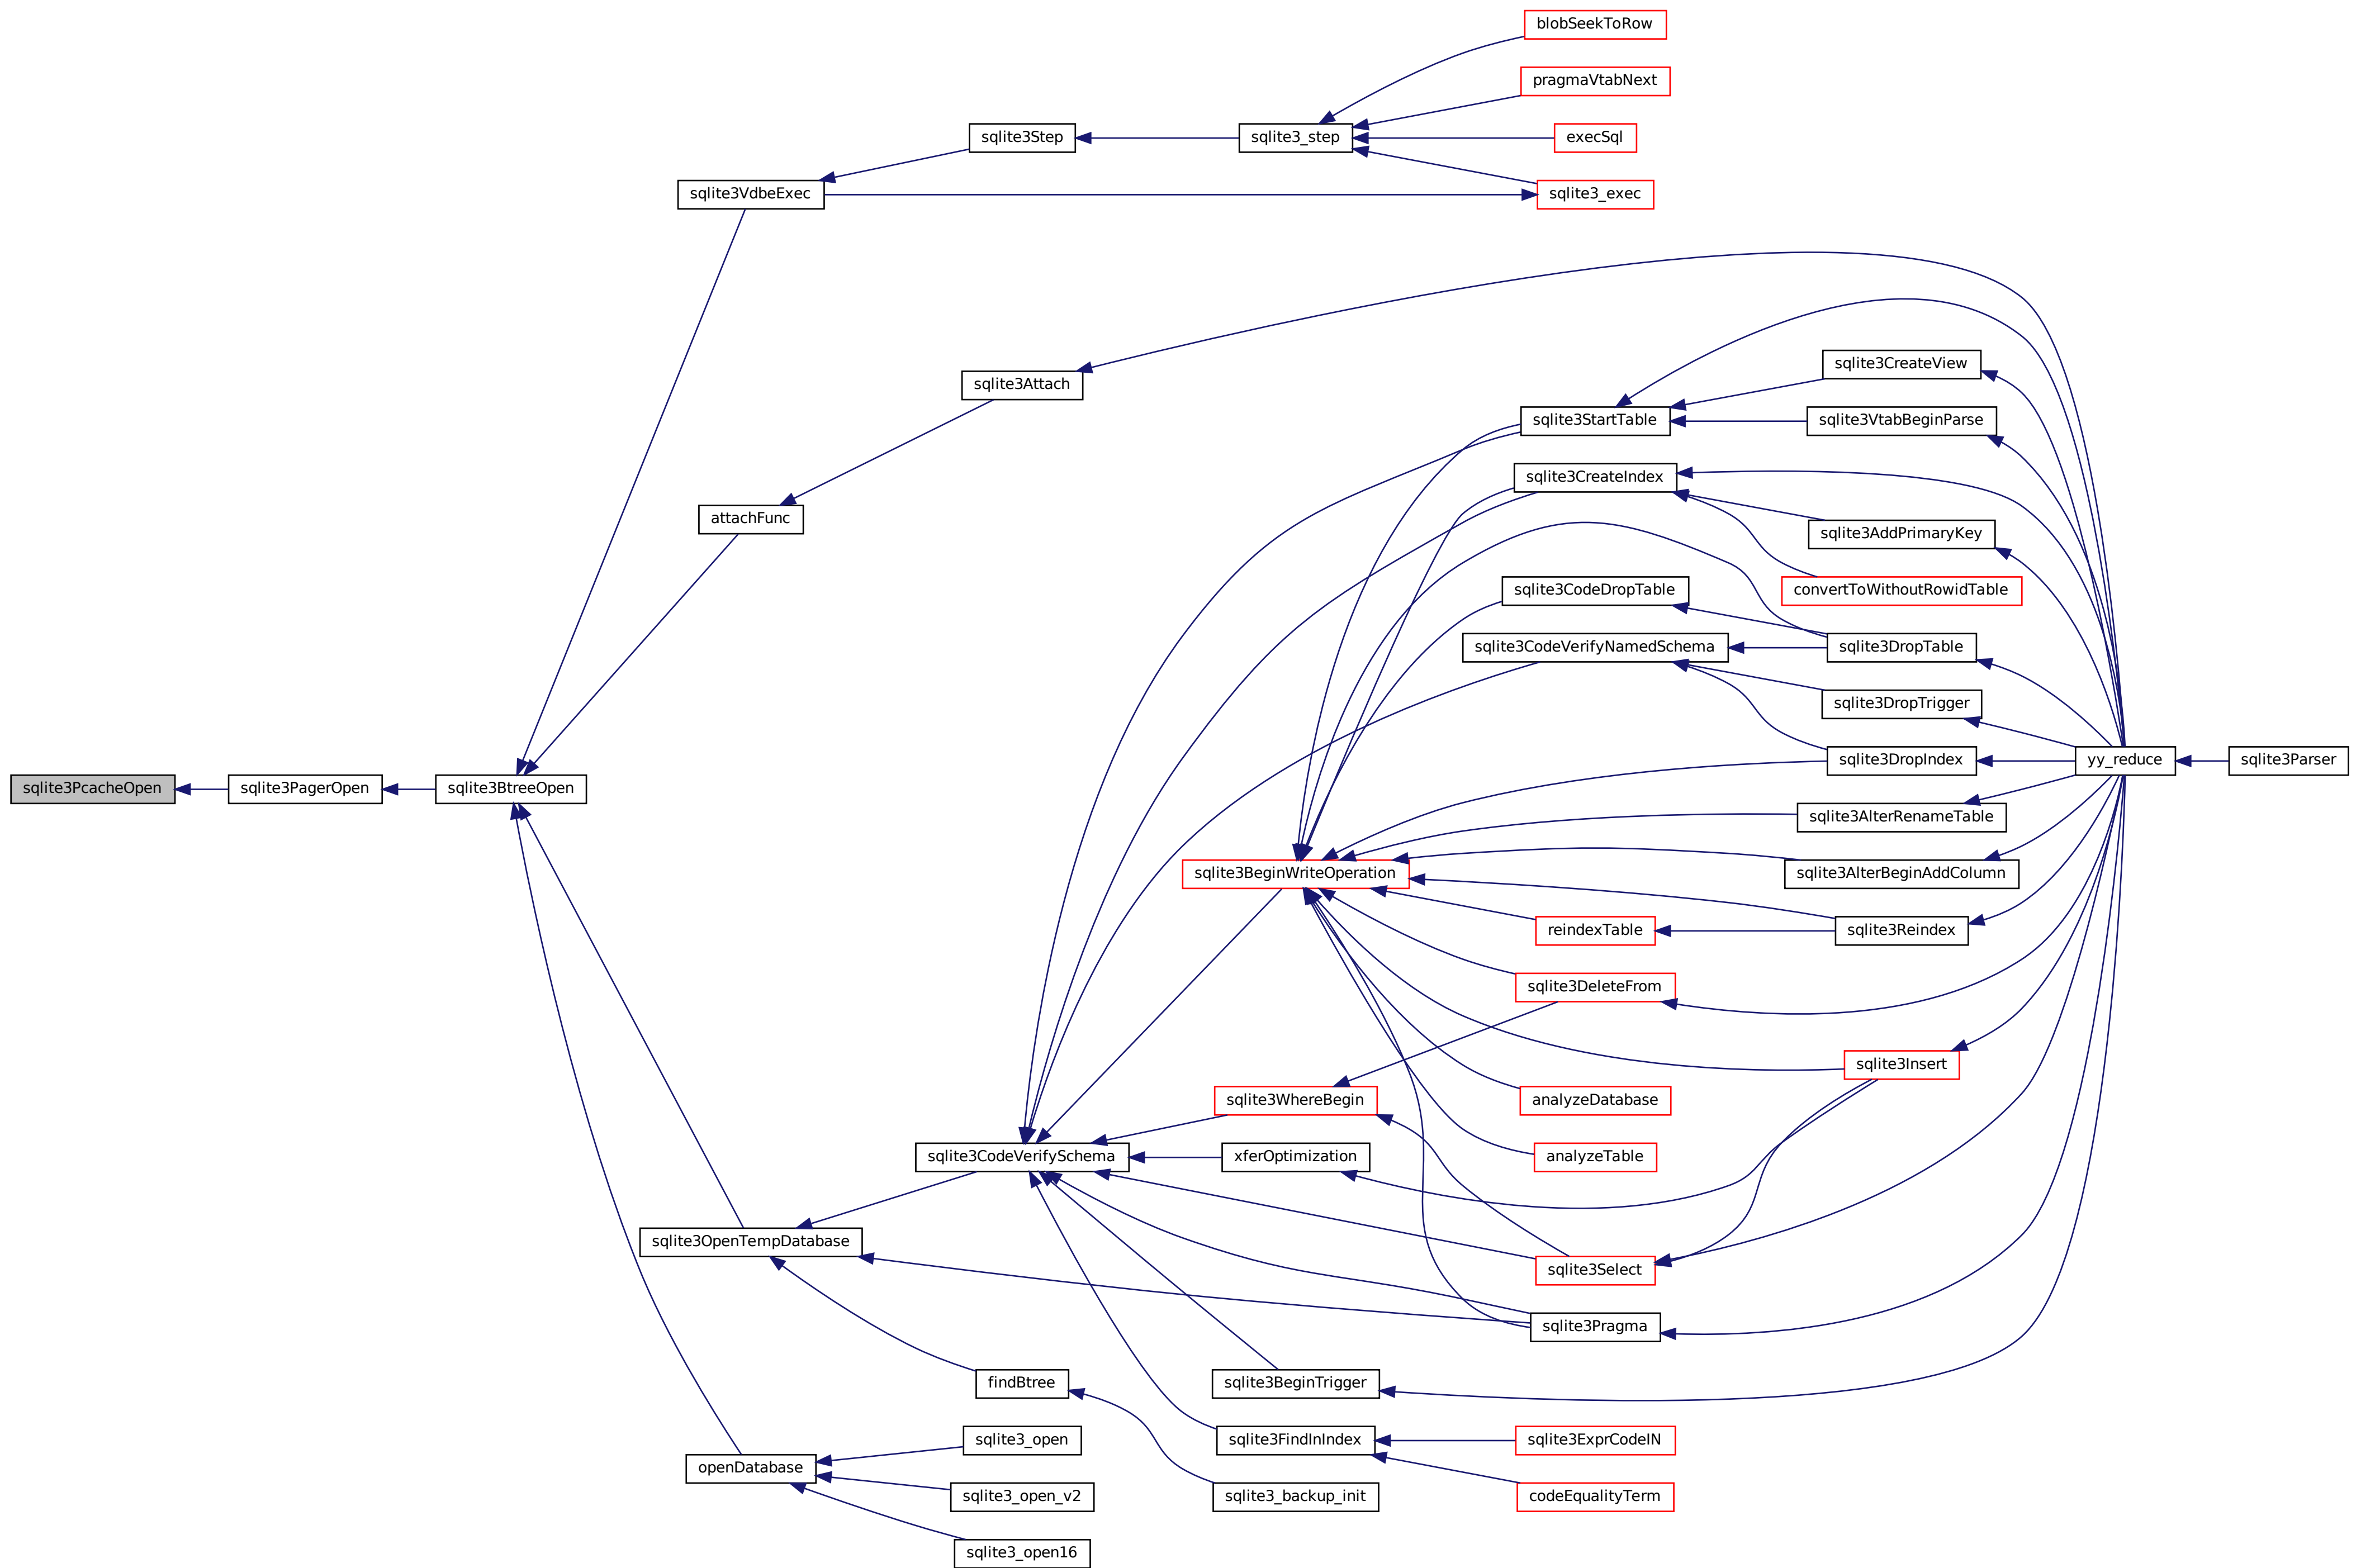 blobSeekToRow
pragmaVtabNext
sqlite3Step
sqlite3_step
execSql
sqlite3VdbeExec
sqlite3_exec
sqlite3CreateView
sqlite3Attach
sqlite3StartTable
sqlite3VtabBeginParse
sqlite3CreateIndex
attachFunc
sqlite3AddPrimaryKey
sqlite3CodeDropTable
convertToWithoutRowidTable
sqlite3CodeVerifyNamedSchema
sqlite3DropTable
sqlite3DropTrigger
sqlite3DropIndex
yy_reduce
sqlite3Parser
sqlite3PcacheOpen
sqlite3PagerOpen
sqlite3BtreeOpen
sqlite3AlterRenameTable
sqlite3BeginWriteOperation
sqlite3AlterBeginAddColumn
reindexTable
sqlite3Reindex
sqlite3DeleteFrom
sqlite3Insert
sqlite3WhereBegin
analyzeDatabase
sqlite3CodeVerifySchema
xferOptimization
analyzeTable
sqlite3OpenTempDatabase
sqlite3Select
sqlite3Pragma
findBtree
sqlite3BeginTrigger
sqlite3_open
sqlite3FindInIndex
sqlite3ExprCodeIN
openDatabase
sqlite3_open_v2
sqlite3_backup_init
codeEqualityTerm
sqlite3_open16